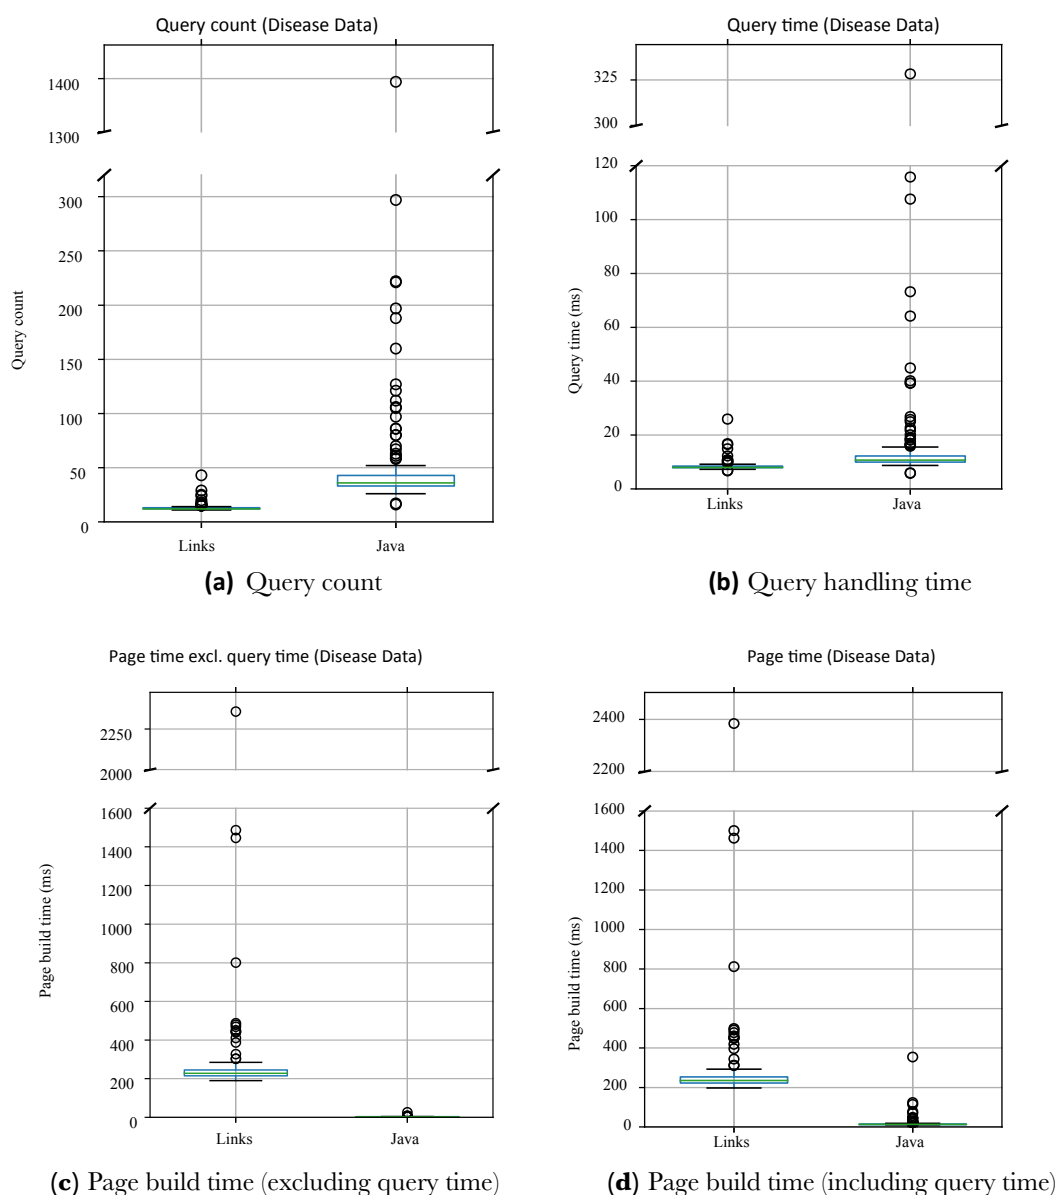 Query count (Disease Data)
1400
1300
300
250
200
150
100
50
0
Query count
Links
Java
(a) Query count
Query time (Disease Data)
325
300
120
100
80
60
40
20
0
Query time (ms)
Links
Java
(b) Query handling time
Page time excl. query time (Disease Data)
2250
2000
1600
1400
1200
1000
800
600
400
200
0
Page build time (ms)
Links
Java
(c) Page build time (excluding query time)
Page time (Disease Data)
2400
2200
1600
1400
1200
1000
800
600
400
200
0
Page build time (ms)
Links
Java
(d) Page build time (including query time)